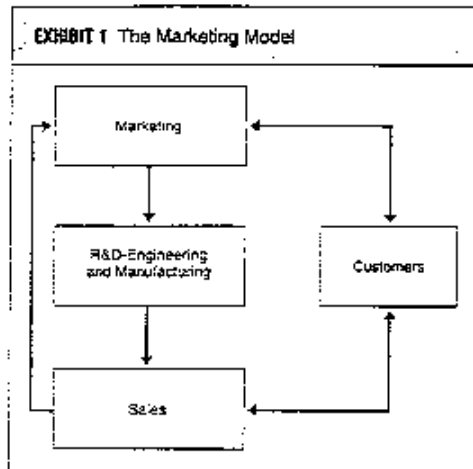 EXHIBIT 1 The Marketing Model
Marketing
R&D-Engineering
and Manufacturing
Customers
Sales